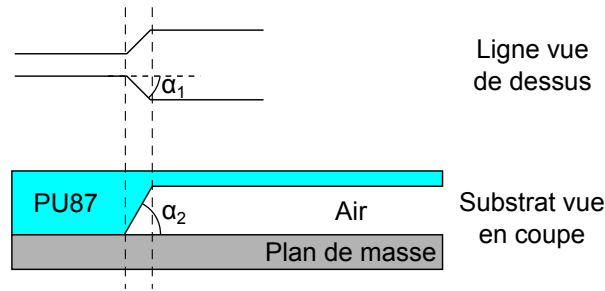 Ligne vue
de dessus
α₁
PU87
α₂
Air
Plan de masse
Substrat vue
en coupe